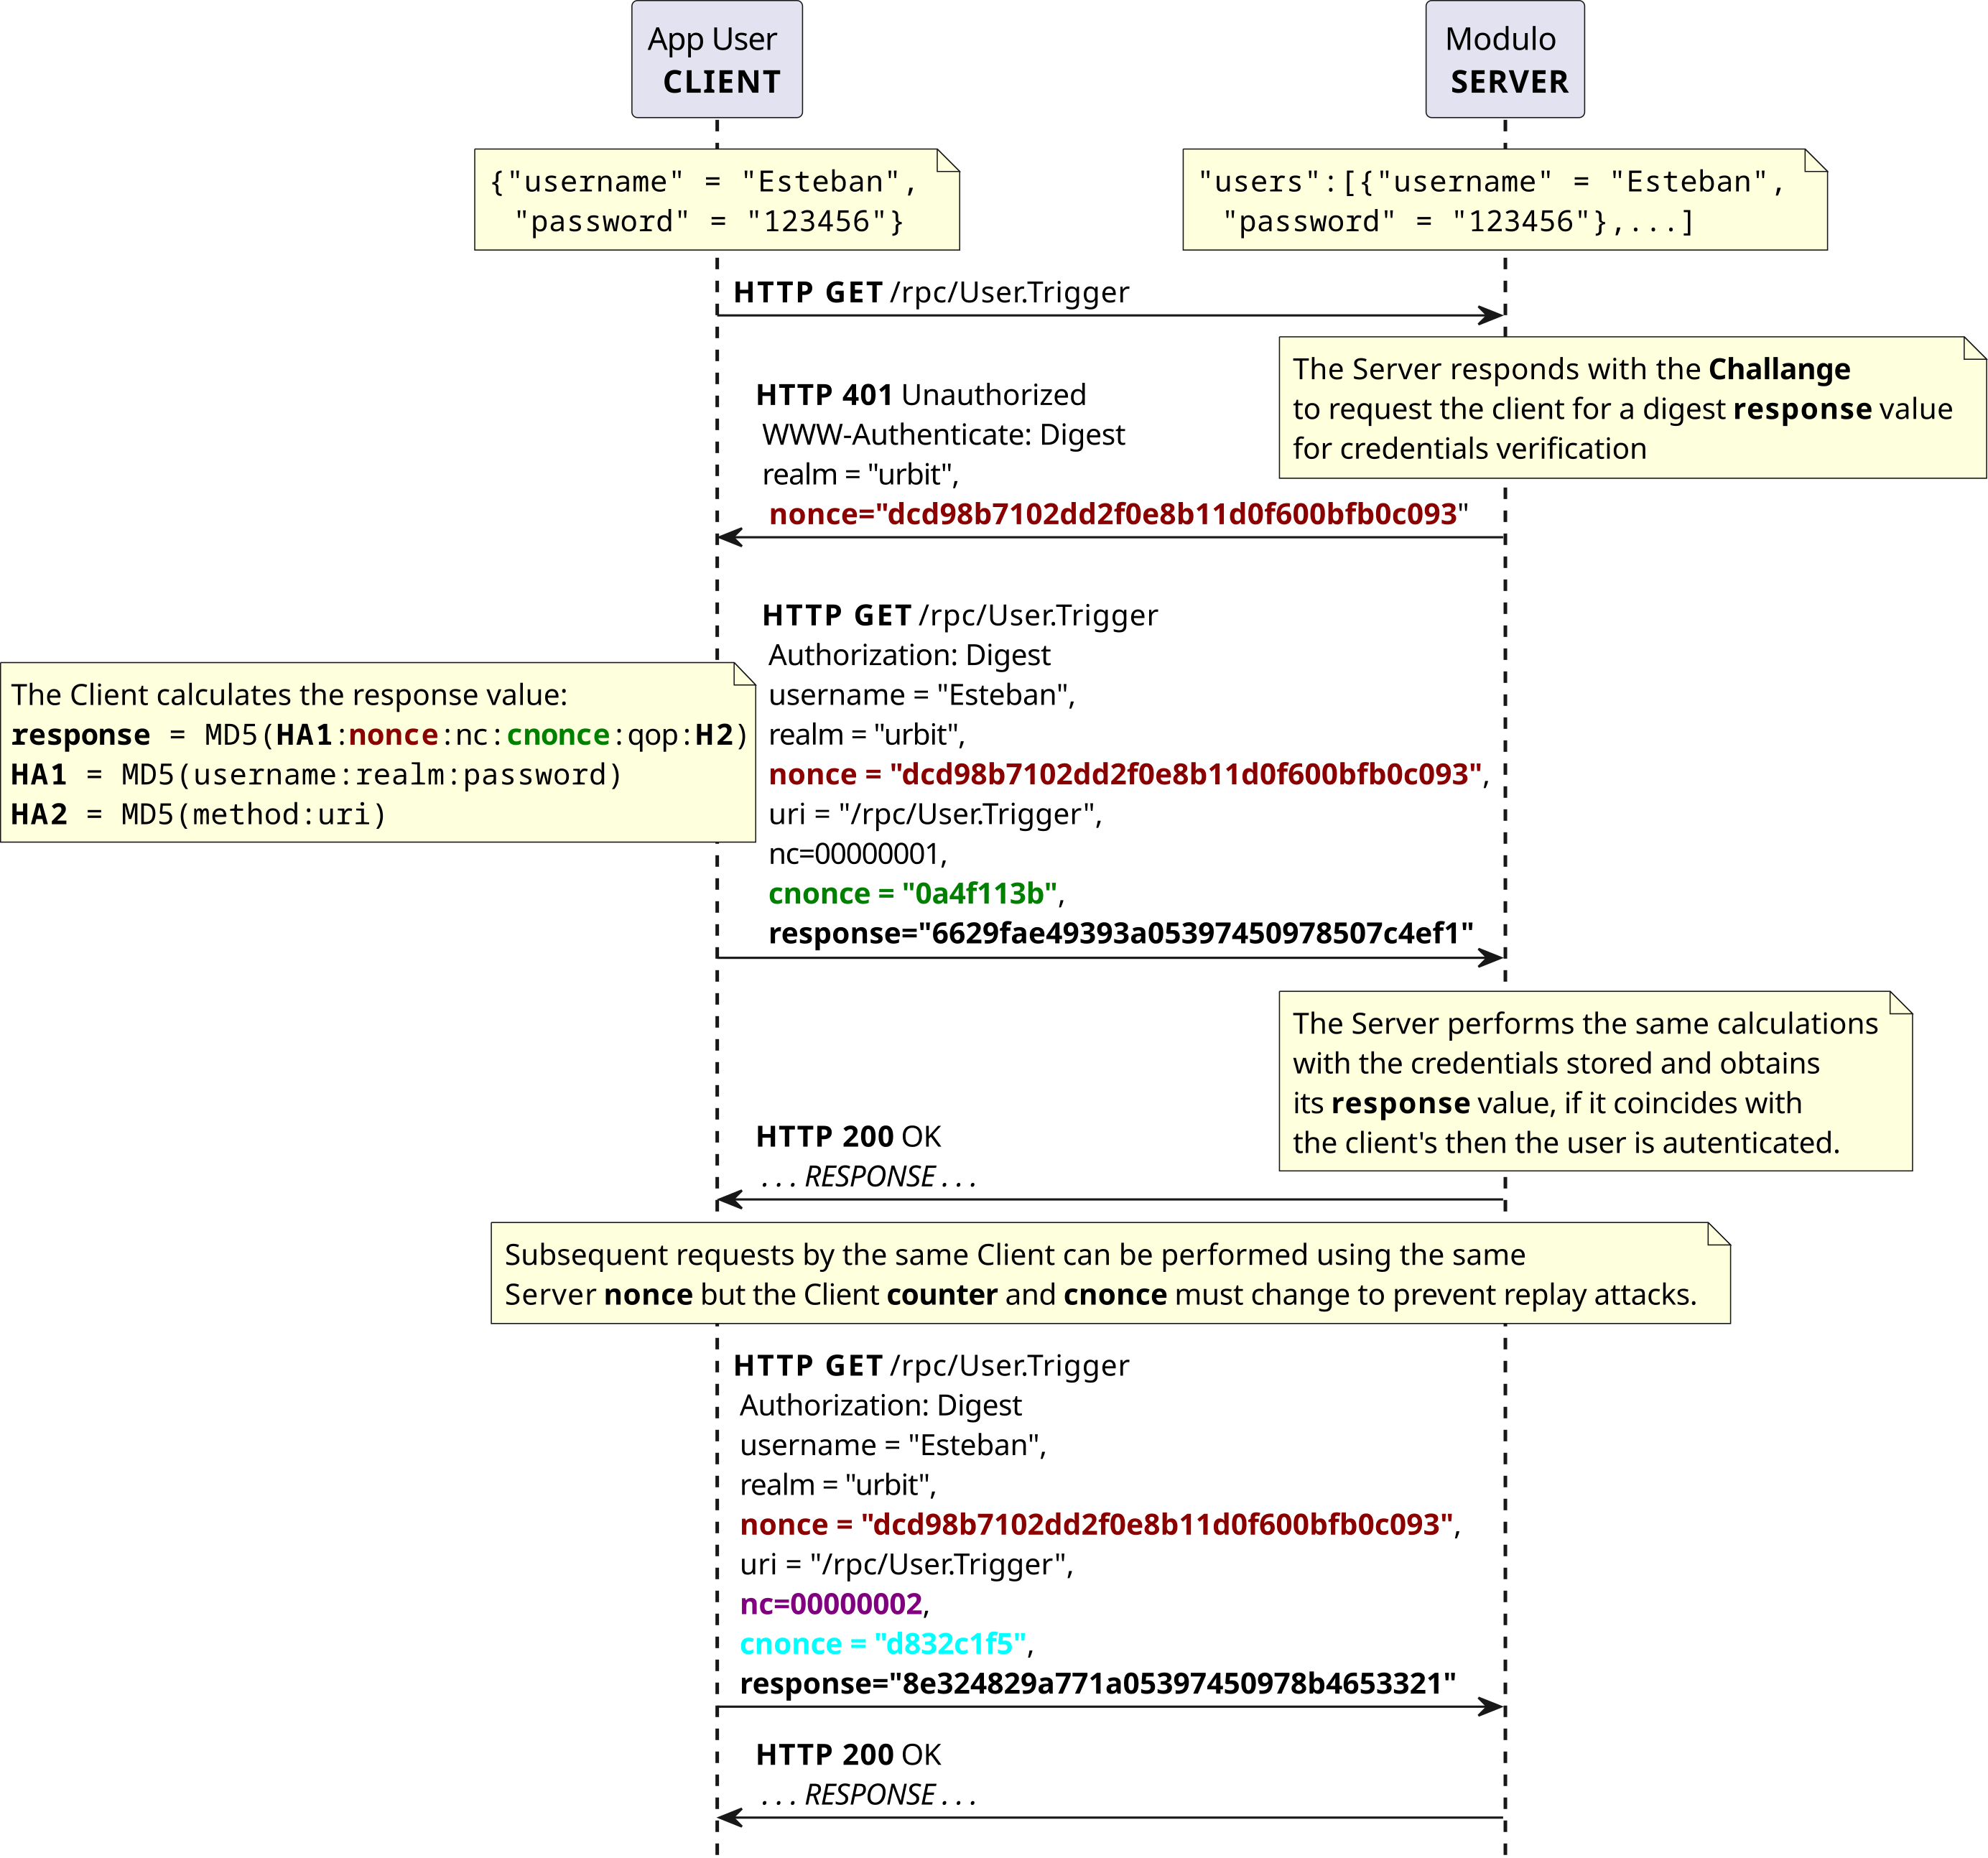 App User
CLIENT
Modulo
SERVER
{"username" = "Esteban",
"password" = "123456"}
"users":[{"username" = "Esteban",
"password" = "123456"},...]
HTTP GET /rpc/User.Trigger
The Server responds with the Challange
to request the client for a digest response value
for credentials verification
HTTP 401 Unauthorized
WWW-Authenticate: Digest
realm = "urbit",
nonce="dcd98b7102dd2f0e8b11d0f600bfb0c093"
The Client calculates the response value:
response = MD5(HA1:nonce:nc:cnonce:qop:H2)
HA1 = MD5(username:realm:password)
HA2 = MD5(method:uri)
HTTP GET /rpc/User.Trigger
Authorization: Digest
username = "Esteban",
realm = "urbit",
nonce = "dcd98b7102dd2f0e8b11d0f600bfb0c093",
uri = "/rpc/User.Trigger",
nc=00000001,
cnonce = "0a4f113b",
response="6629fae49393a05397450978507c4ef1"
The Server performs the same calculations
with the credentials stored and obtains
its response value, if it coincides with
the client's then the user is autenticated.
HTTP 200 OK
. . . RESPONSE . . .
Subsequent requests by the same Client can be performed using the same
Server nonce but the Client counter and cnonce must change to prevent replay attacks.
HTTP GET /rpc/User.Trigger
Authorization: Digest
username = "Esteban",
realm = "urbit",
nonce = "dcd98b7102dd2f0e8b11d0f600bfb0c093",
uri = "/rpc/User.Trigger",
nc=00000002,
cnonce = "d832c1f5",
response="8e324829a771a05397450978b4653321"
HTTP 200 OK
. . . RESPONSE . . .